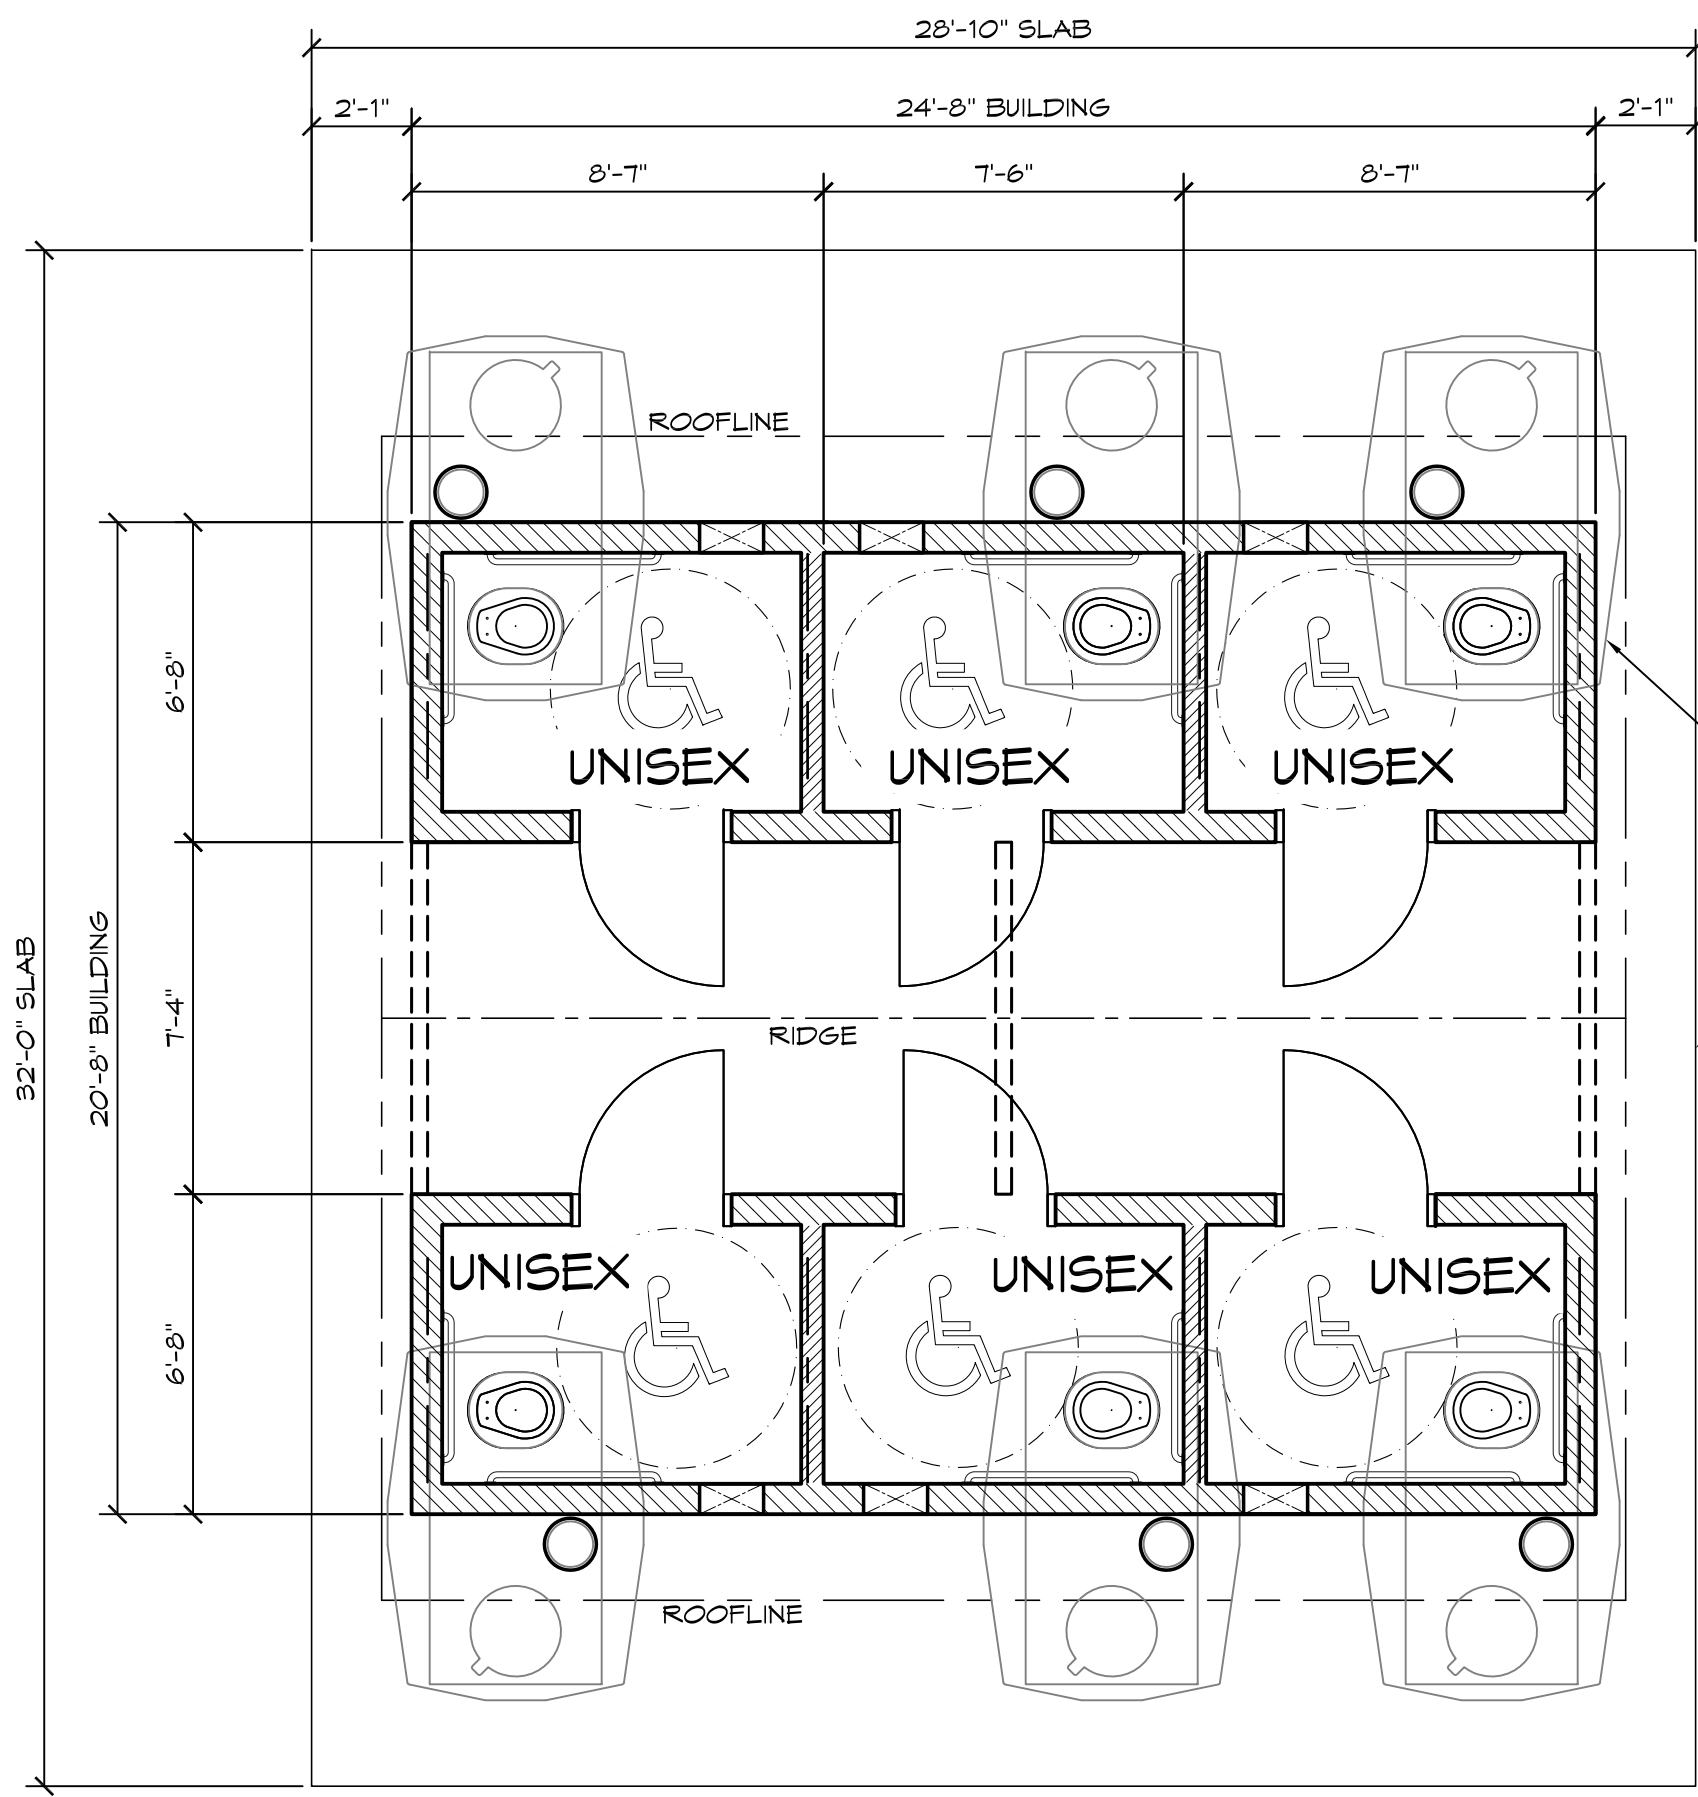 28'-10" SLAB
2'-1"
24'-8" BUILDING
2'-1"
8'-7"
7'-6"
8'-7"
ROOFLINE
6'-8"
UNISEX
UNISEX
UNISEX
32'-0" SLAB
20'-8" BUILDING
7'-4"
RIDGE
UNISEX
UNISEX
UNISEX
6'-8"
ROOFLINE